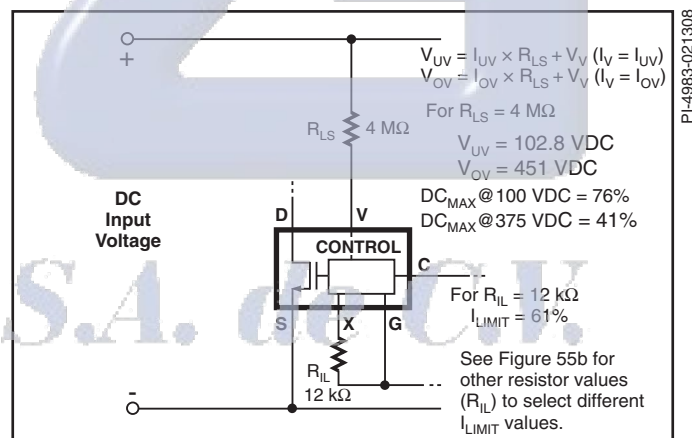 PI-4983-021308
+
V_UV = I_UV × R_LS + V_V (I_V = I_UV)
V_OV = I_OV × R_LS + V_V (I_V = I_OV)
For R_LS = 4 MΩ
V_UV = 102.8 VDC
V_OV = 451 VDC
DC_MAX@100 VDC = 76%
DC_MAX@375 VDC = 41%
R_LS
4 MΩ
DC
Input
Voltage
D
V
CONTROL
C
S
X
G
For R_IL = 12 kΩ
I_LIMIT = 61%
R_IL
12 kΩ
See Figure 55b for
other resistor values
(R_IL) to select different
I_LIMIT values.
-
S.A. de C.V.